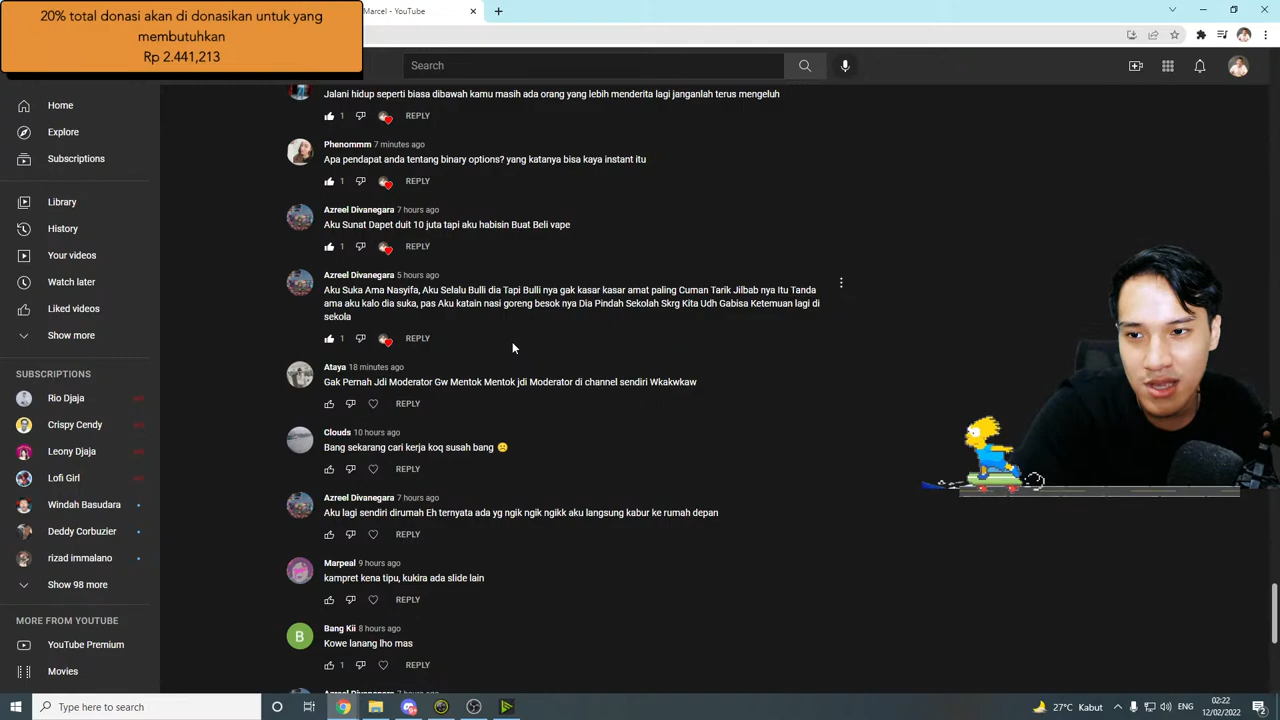 20% total donasi akan di donasikan untuk yang
membutuhkan
Rp 2.441,213
Marcel - YouTube
Search
Home
Explore
Subscriptions
Library
History
Your videos
Watch later
Liked videos
Show more
SUBSCRIPTIONS
Rio Djaja
Crispy Cendy
Leony Djaja
Lofi Girl
Windah Basudara
Deddy Corbuzier
rizad immalano
Show 98 more
MORE FROM YOUTUBE
YouTube Premium
Movies
Jalani hidup seperti biasa dibawah kamu masih ada orang yang lebih menderita lagi janganlah terus mengeluh
1 REPLY
Phenommm 7 minutes ago
Apa pendapat anda tentang binary options? yang katanya bisa kaya instant itu
1 REPLY
Azreel Divanegara 7 hours ago
Aku Sunat Dapet duit 10 juta tapi aku habisin Buat Beli vape
1 REPLY
Azreel Divanegara 5 hours ago
Aku Suka Ama Nasyifa, Aku Selalu Bulli dia Tapi Bulli nya gak kasar kasar amat paling Cuman Tarik Jilbab nya Itu Tanda
ama aku kalo dia suka, pas Aku katain nasi goreng besok nya Dia Pindah Sekolah Skrg Kita Udh Gabisa Ketemuan lagi di
sekola
1 REPLY
Ataya 18 minutes ago
Gak Pernah Jdi Moderator Gw Mentok Mentok jdi Moderator di channel sendiri Wkakwkaw
REPLY
Clouds 10 hours ago
Bang sekarang cari kerja koq susah bang ☹️
REPLY
Azreel Divanegara 7 hours ago
Aku lagi sendiri dirumah Eh ternyata ada yg ngik ngik ngikk aku langsung kabur ke rumah depan
REPLY
Marpeal 9 hours ago
kampret kena tipu, kukira ada slide lain
REPLY
B
Bang Kii 8 hours ago
Kowe lanang lho mas
1 REPLY
Azreel Divanegara 7 hours ago
Type here to search
27°C Kabut
ENG
02:22
12/02/2022
2